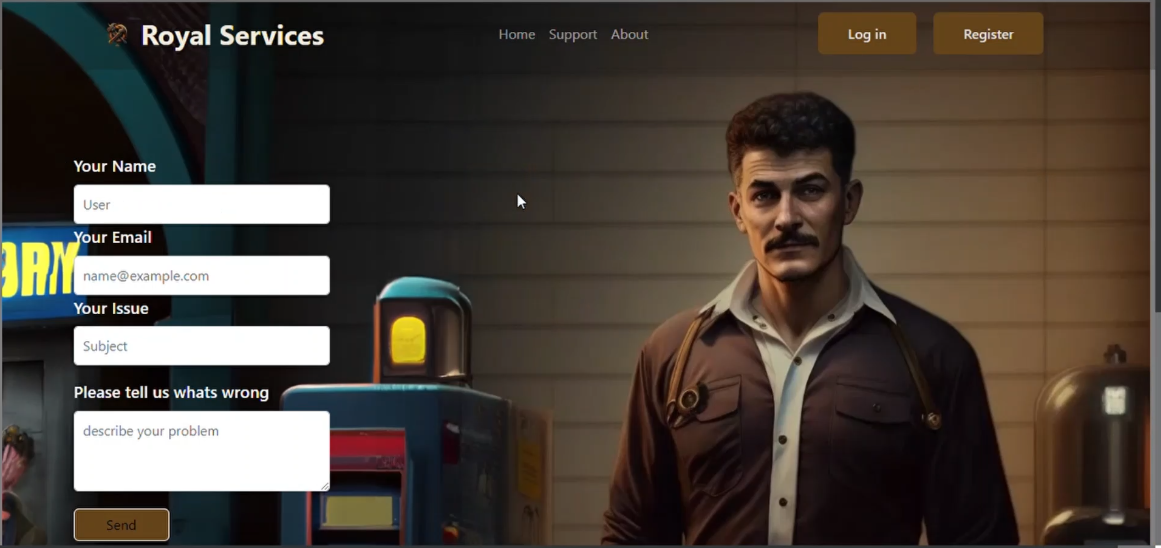 Royal Services
Home Support About
Log in
Register
Your Name
User
Your Email
name@example.com
Your Issue
Subject
Please tell us whats wrong
describe your problem
Send